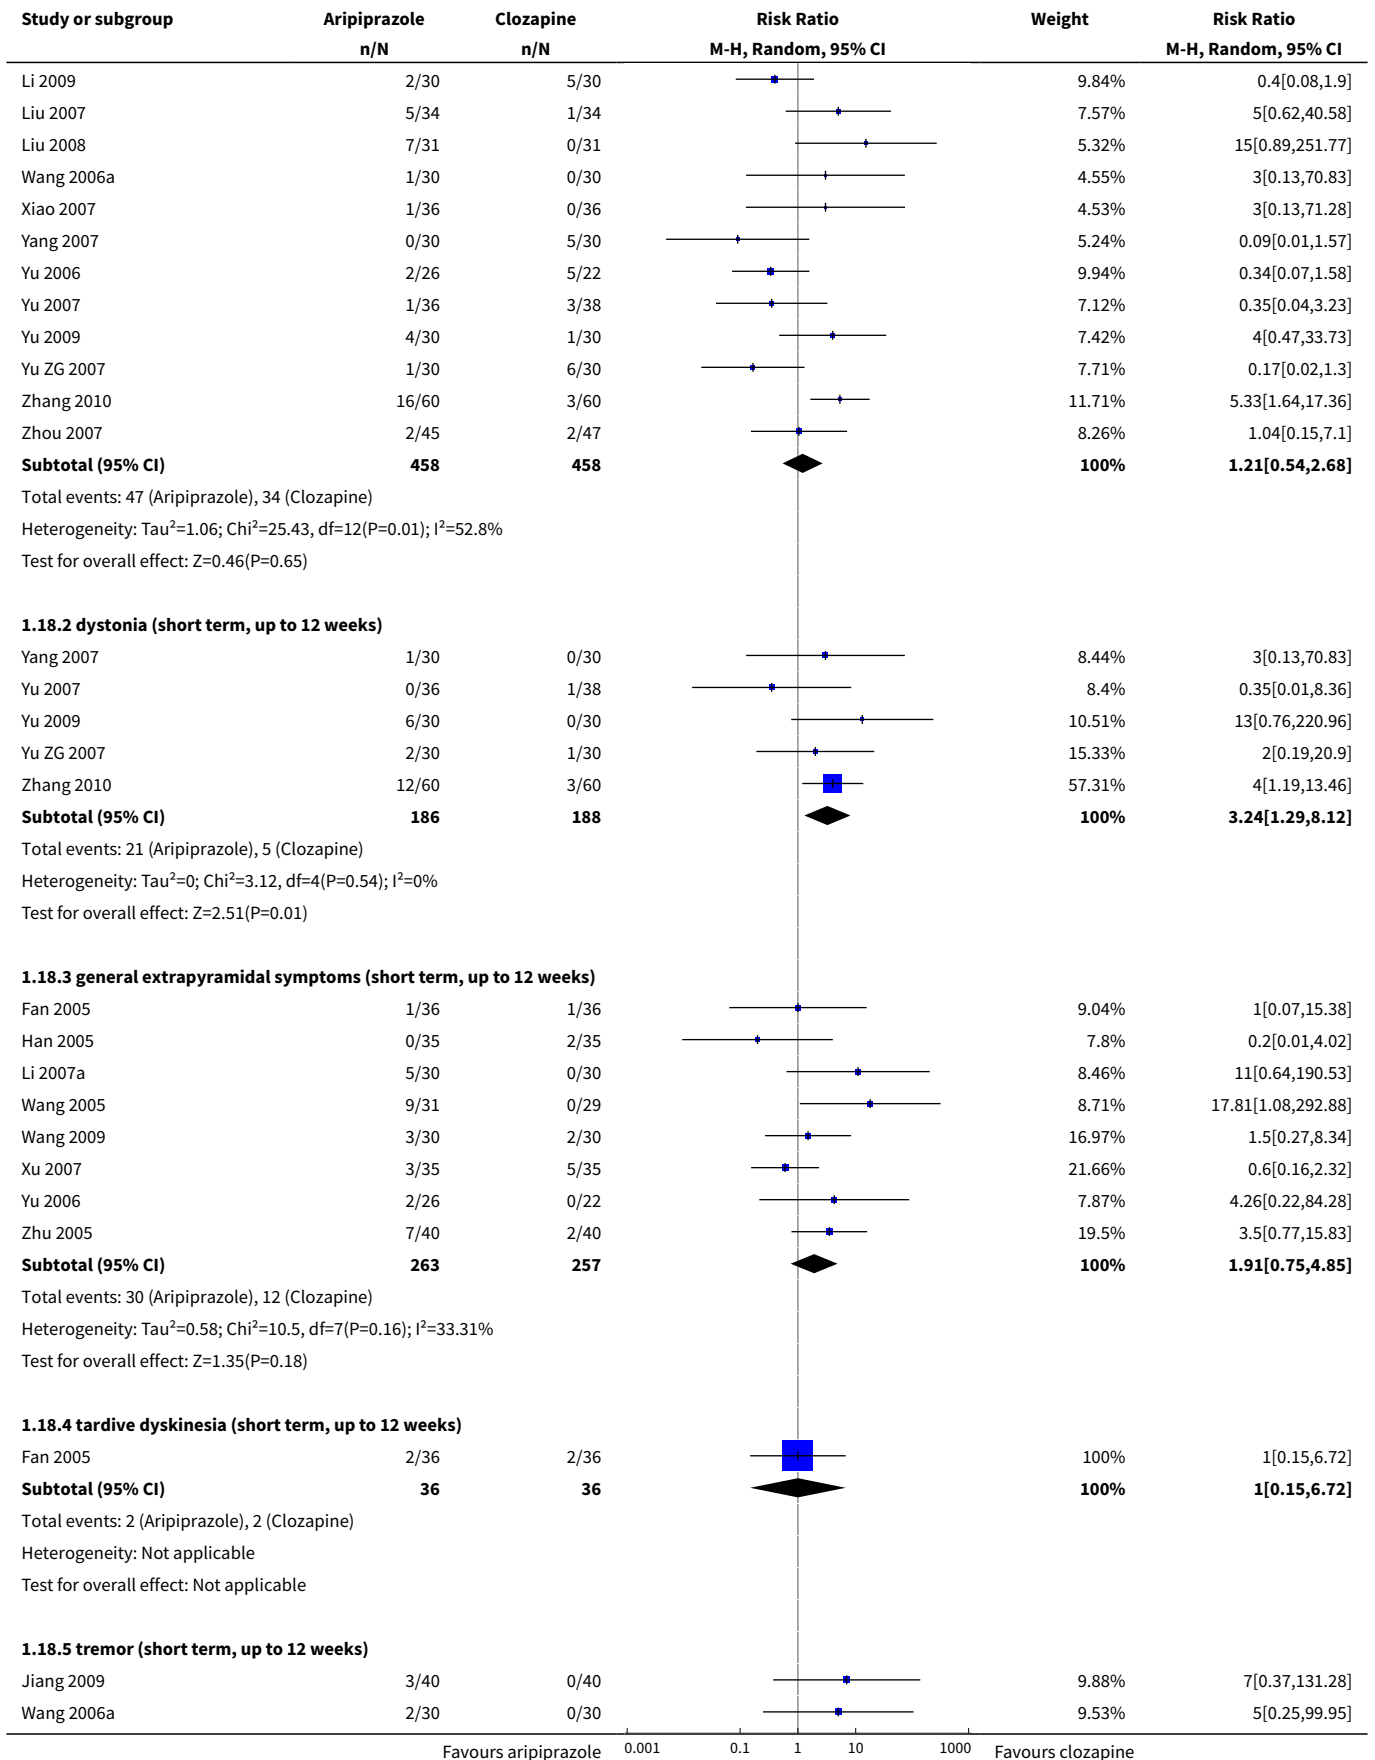 Study or subgroup Aripiprazole Clozapine Risk Ratio Weight Risk Ratio
n/N n/N M-H, Random, 95% CI M-H, Random, 95% CI
Li 2009 2/30 5/30 9.84% 0.4[0.08,1.9]
Liu 2007 5/34 1/34 7.57% 5[0.62,40.58]
Liu 2008 7/31 0/31 5.32% 15[0.89,251.77]
Wang 2006a 1/30 0/30 4.55% 3[0.13,70.83]
Xiao 2007 1/36 0/36 4.53% 3[0.13,71.28]
Yang 2007 0/30 5/30 5.24% 0.09[0.01,1.57]
Yu 2006 2/26 5/22 9.94% 0.34[0.07,1.58]
Yu 2007 1/36 3/38 7.12% 0.35[0.04,3.23]
Yu 2009 4/30 1/30 7.42% 4[0.47,33.73]
Yu ZG 2007 1/30 6/30 7.71% 0.17[0.02,1.3]
Zhang 2010 16/60 3/60 11.71% 5.33[1.64,17.36]
Zhou 2007 2/45 2/47 8.26% 1.04[0.15,7.1]
Subtotal (95% CI) 458 458 100% 1.21[0.54,2.68]
Total events: 47 (Aripiprazole), 34 (Clozapine)
Heterogeneity: Tau²=1.06; Chi²=25.43, df=12(P=0.01); I²=52.8%
Test for overall effect: Z=0.46(P=0.65)
1.18.2 dystonia (short term, up to 12 weeks)
Yang 2007 1/30 0/30 8.44% 3[0.13,70.83]
Yu 2007 0/36 1/38 8.4% 0.35[0.01,8.36]
Yu 2009 6/30 0/30 10.51% 13[0.76,220.96]
Yu ZG 2007 2/30 1/30 15.33% 2[0.19,20.9]
Zhang 2010 12/60 3/60 57.31% 4[1.19,13.46]
Subtotal (95% CI) 186 188 100% 3.24[1.29,8.12]
Total events: 21 (Aripiprazole), 5 (Clozapine)
Heterogeneity: Tau²=0; Chi²=3.12, df=4(P=0.54); I²=0%
Test for overall effect: Z=2.51(P=0.01)
1.18.3 general extrapyramidal symptoms (short term, up to 12 weeks)
Fan 2005 1/36 1/36 9.04% 1[0.07,15.38]
Han 2005 0/35 2/35 7.8% 0.2[0.01,4.02]
Li 2007a 5/30 0/30 8.46% 11[0.64,190.53]
Wang 2005 9/31 0/29 8.71% 17.81[1.08,292.88]
Wang 2009 3/30 2/30 16.97% 1.5[0.27,8.34]
Xu 2007 3/35 5/35 21.66% 0.6[0.16,2.32]
Yu 2006 2/26 0/22 7.87% 4.26[0.22,84.28]
Zhu 2005 7/40 2/40 19.5% 3.5[0.77,15.83]
Subtotal (95% CI) 263 257 100% 1.91[0.75,4.85]
Total events: 30 (Aripiprazole), 12 (Clozapine)
Heterogeneity: Tau²=0.58; Chi²=10.5, df=7(P=0.16); I²=33.31%
Test for overall effect: Z=1.35(P=0.18)
1.18.4 tardive dyskinesia (short term, up to 12 weeks)
Fan 2005 2/36 2/36 100% 1[0.15,6.72]
Subtotal (95% CI) 36 36 100% 1[0.15,6.72]
Total events: 2 (Aripiprazole), 2 (Clozapine)
Heterogeneity: Not applicable
Test for overall effect: Not applicable
1.18.5 tremor (short term, up to 12 weeks)
Jiang 2009 3/40 0/40 9.88% 7[0.37,131.28]
Wang 2006a 2/30 0/30 9.53% 5[0.25,99.95]
Favours aripiprazole 0.001 0.1 1 10 1000 Favours clozapine